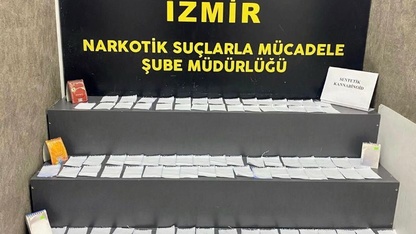 İZMİR
NARKOTİK SUÇLARLA MÜCADELE
ŞUBE MÜDÜRLÜĞÜ
SENTETİK
KANNABİNOİD